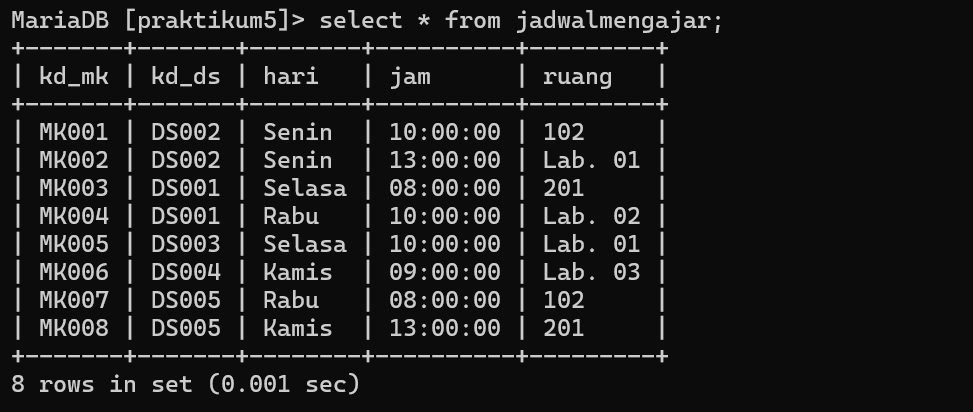 MariaDB [praktikum5]> select * from jadwalmengajar;
+-------+-------+--------+----------+---------+
| kd_mk | kd_ds | hari   | jam      | ruang   |
+-------+-------+--------+----------+---------+
| MK001 | DS002 | Senin  | 10:00:00 | 102     |
| MK002 | DS002 | Senin  | 13:00:00 | Lab. 01 |
| MK003 | DS001 | Selasa | 08:00:00 | 201     |
| MK004 | DS001 | Rabu   | 10:00:00 | Lab. 02 |
| MK005 | DS003 | Selasa | 10:00:00 | Lab. 01 |
| MK006 | DS004 | Kamis  | 09:00:00 | Lab. 03 |
| MK007 | DS005 | Rabu   | 08:00:00 | 102     |
| MK008 | DS005 | Kamis  | 13:00:00 | 201     |
+-------+-------+--------+----------+---------+
8 rows in set (0.001 sec)